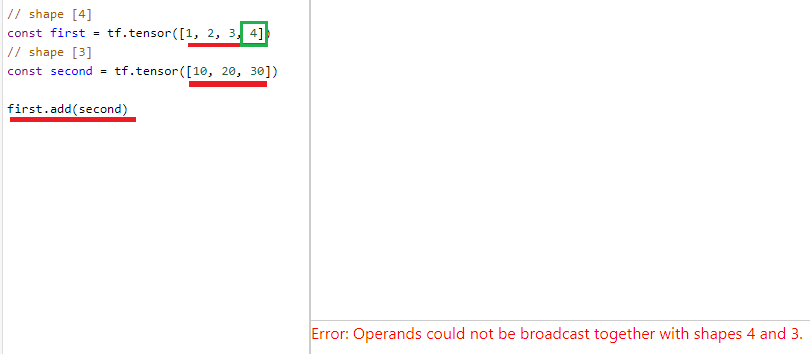 // shape [4]
const first = tf.tensor([1, 2, 3, 4])
// shape [3]
const second = tf.tensor([10, 20, 30])
first.add(second)
Error: Operands could not be broadcast together with shapes 4 and 3.